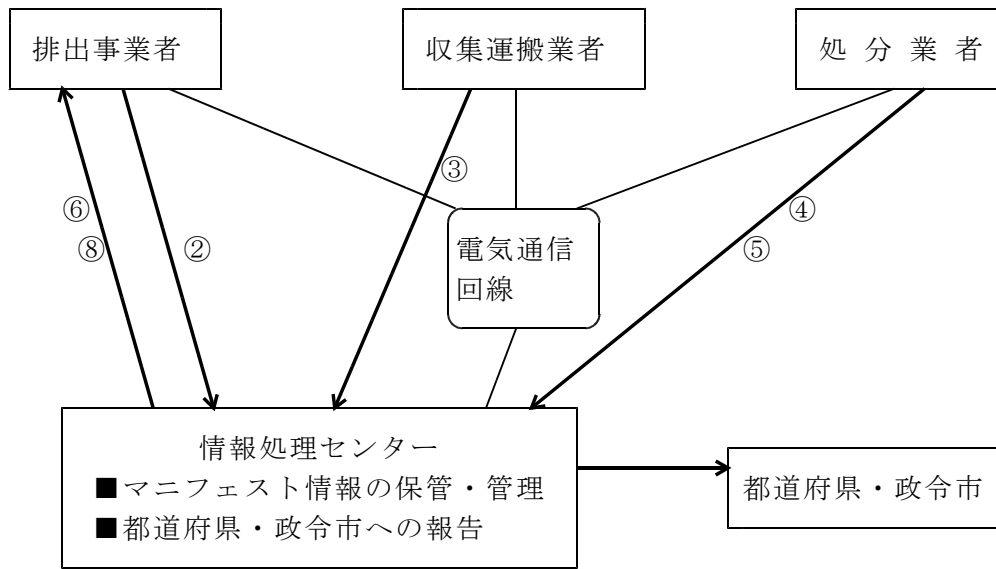 排出事業者
収集運搬業者
処分業者
③
⑥
④
⑧
②
⑤
電気通信
回線
情報処理センター
■マニフェスト情報の保管・管理
■都道府県・政令市への報告
都道府県・政令市